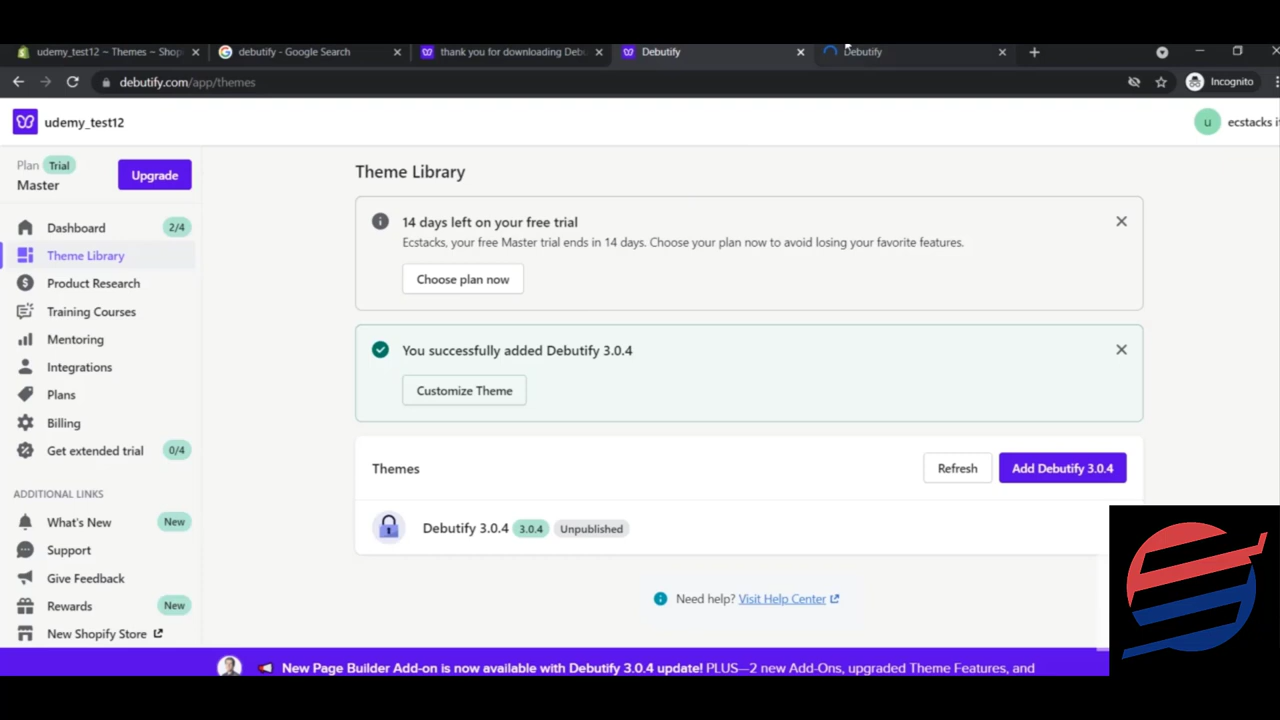 udemy_test12 ~ Themes ~ Shop
debutify - Google Search
thank you for downloading Debu
Debutify
Debutify
debutify.com/app/themes
Incognito
udemy_test12
u
ecstacks i
Plan Trial
Master
Upgrade
Dashboard 2/4
Theme Library
Product Research
Training Courses
Mentoring
Integrations
Plans
Billing
Get extended trial 0/4
ADDITIONAL LINKS
What's New New
Support
Give Feedback
Rewards New
New Shopify Store
Theme Library
14 days left on your free trial
Ecstacks, your free Master trial ends in 14 days. Choose your plan now to avoid losing your favorite features.
Choose plan now
You successfully added Debutify 3.0.4
Customize Theme
Themes
Refresh
Add Debutify 3.0.4
Debutify 3.0.4 3.0.4 Unpublished
Need help? Visit Help Center
New Page Builder Add-on is now available with Debutify 3.0.4 update! PLUS—2 new Add-Ons, upgraded Theme Features, and